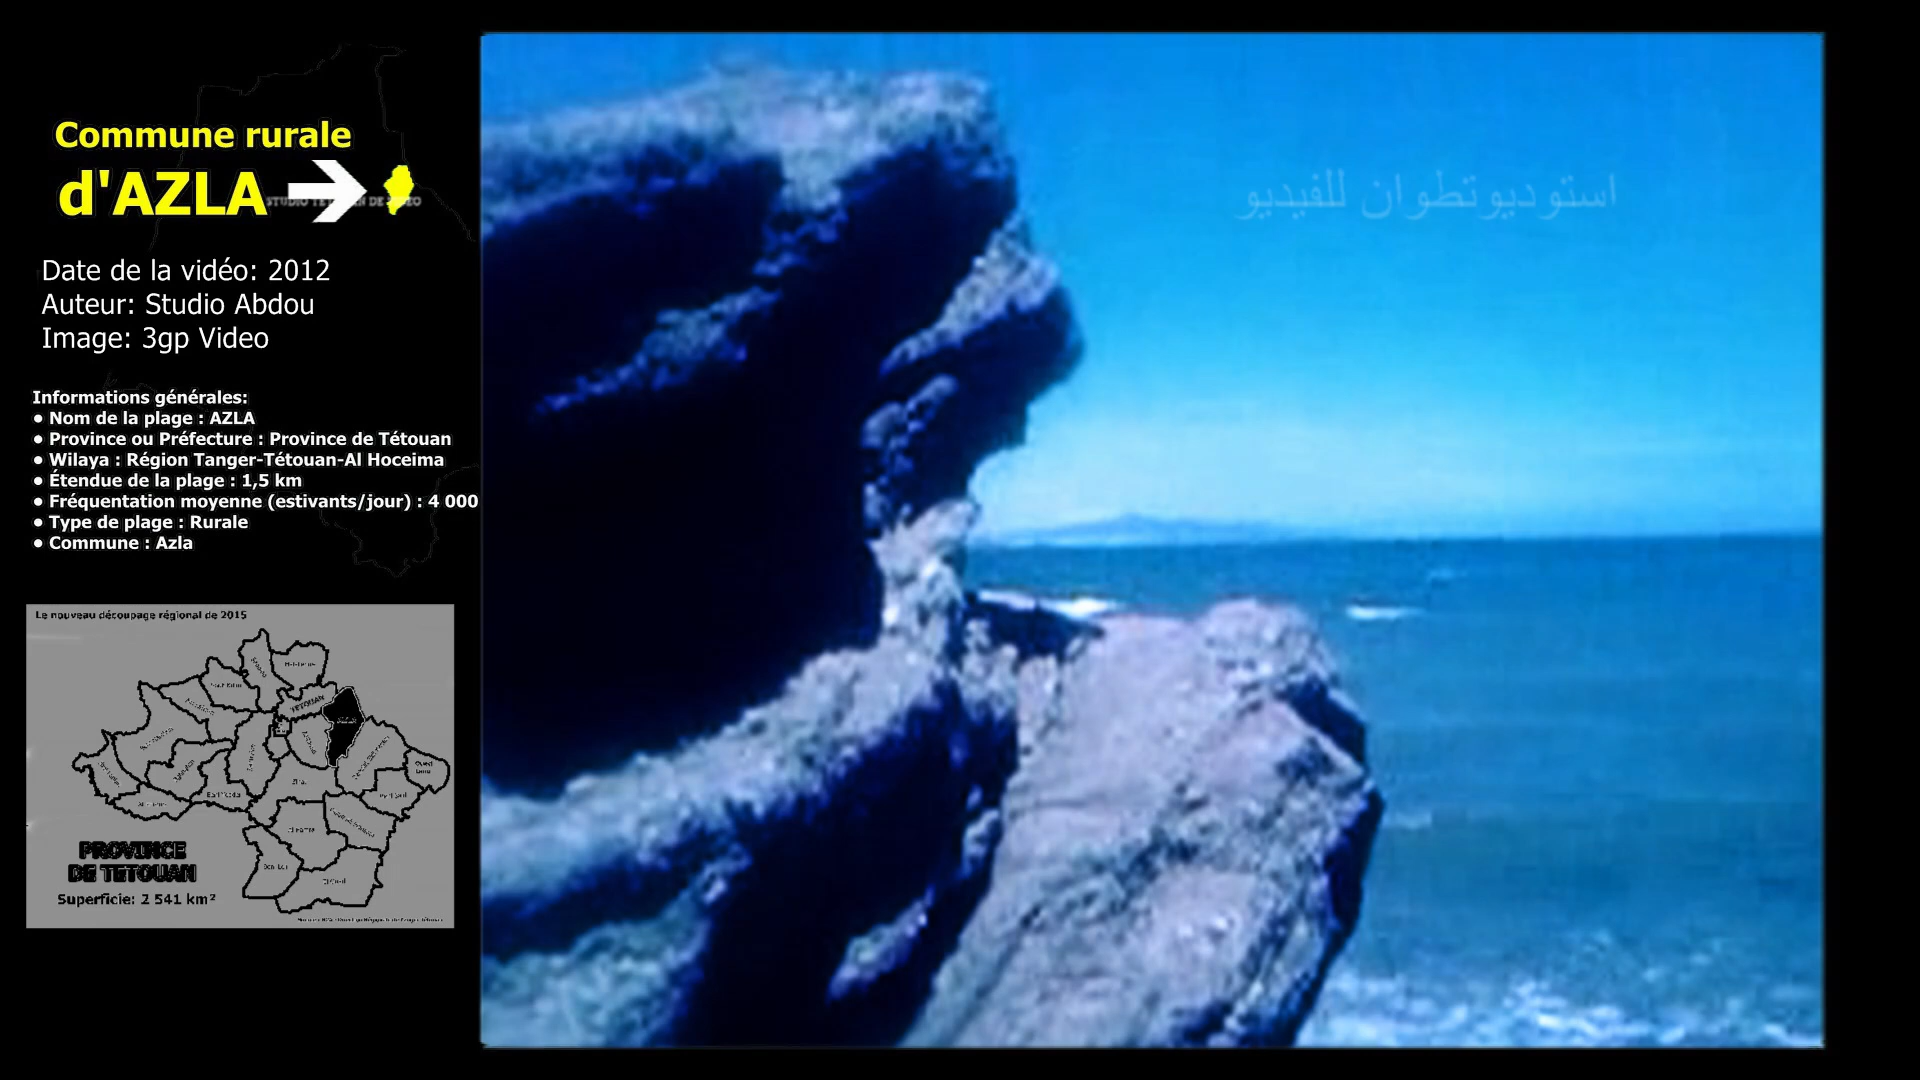 Commune rurale
d'AZLA
Date de la vidéo: 2012
Auteur: Studio Abdou
Image: 3gp Video
Informations générales:
● Nom de la plage : AZLA
● Province ou Préfecture : Province de Tétouan
● Wilaya : Région Tanger-Tétouan-Al Hoceima
● Étendue de la plage : 1,5 km
● Fréquentation moyenne (estivants/jour) : 4 000
● Type de plage : Rurale
● Commune : Azla
Le nouveau découpage régional de 2015
TETOUAN
PROVINCE
DE TETOUAN
Superficie: 2 541 km²
استوديو تطوان للفيديو